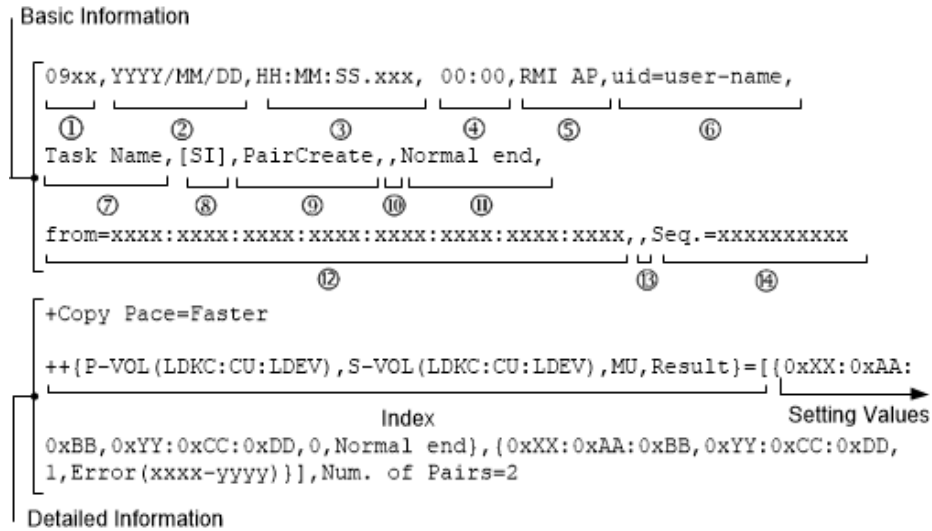 Basic Information
09xx,YYYY/MM/DD,HH:MM:SS.xxx, 00:00,RMI AP,uid=user-name,
① ② ③ ④ ⑤ ⑥
Task Name,[SI],PairCreate,,Normal end,
⑦ ⑧ ⑨ ⑩ ⑪
from=xxxx:xxxx:xxxx:xxxx:xxxx:xxxx:xxxx:xxxx,,Seq.=xxxxxxxxxx
⑫ ⑬ ⑭
+Copy Pace=Faster
++{P-VOL(LDKC:CU:LDEV),S-VOL(LDKC:CU:LDEV),MU,Result}=[{0xXX:0xAA:
Index Setting Values
0xBB,0xYY:0xCC:0xDD,0,Normal end},{0xXX:0xAA:0xBB,0xYY:0xCC:0xDD,
1,Error(xxxx-yyyy)}],Num. of Pairs=2
Detailed Information